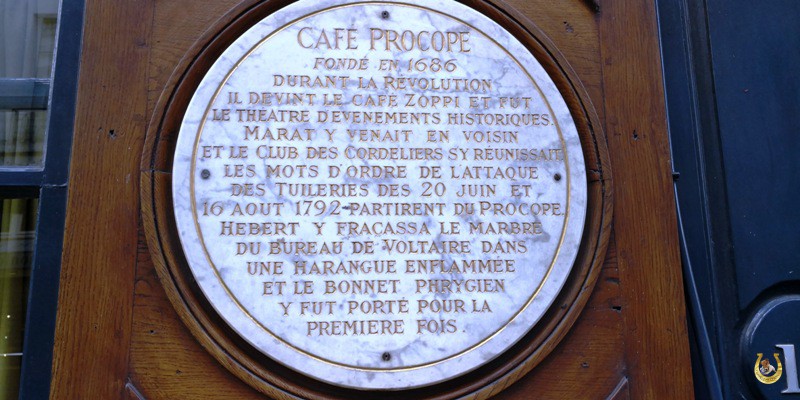 CAFÉ PROCOPE
FONDÉ EN 1686
DURANT LA RÉVOLUTION
IL DEVINT LE CAFÉ ZOPPI ET FUT
LE THÉATRE D'EVENEMENTS HISTORIQUES.
MARAT Y VENAIT EN VOISIN
ET LE CLUB DES CORDELIERS S'Y RÉUNISSAIT.
LES MOTS D'ORDRE DE L'ATTAQUE
DES TUILERIES DES 20 JUIN ET
16 AOUT 1792 PARTIRENT DU PROCOPE.
HEBERT Y FRACASSA LE MARBRE
DU BUREAU DE VOLTAIRE DANS
UNE HARANGUE ENFLAMMÉE
ET LE BONNET PHRYGIEN
Y FUT PORTÉ POUR LA
PREMIERE FOIS.